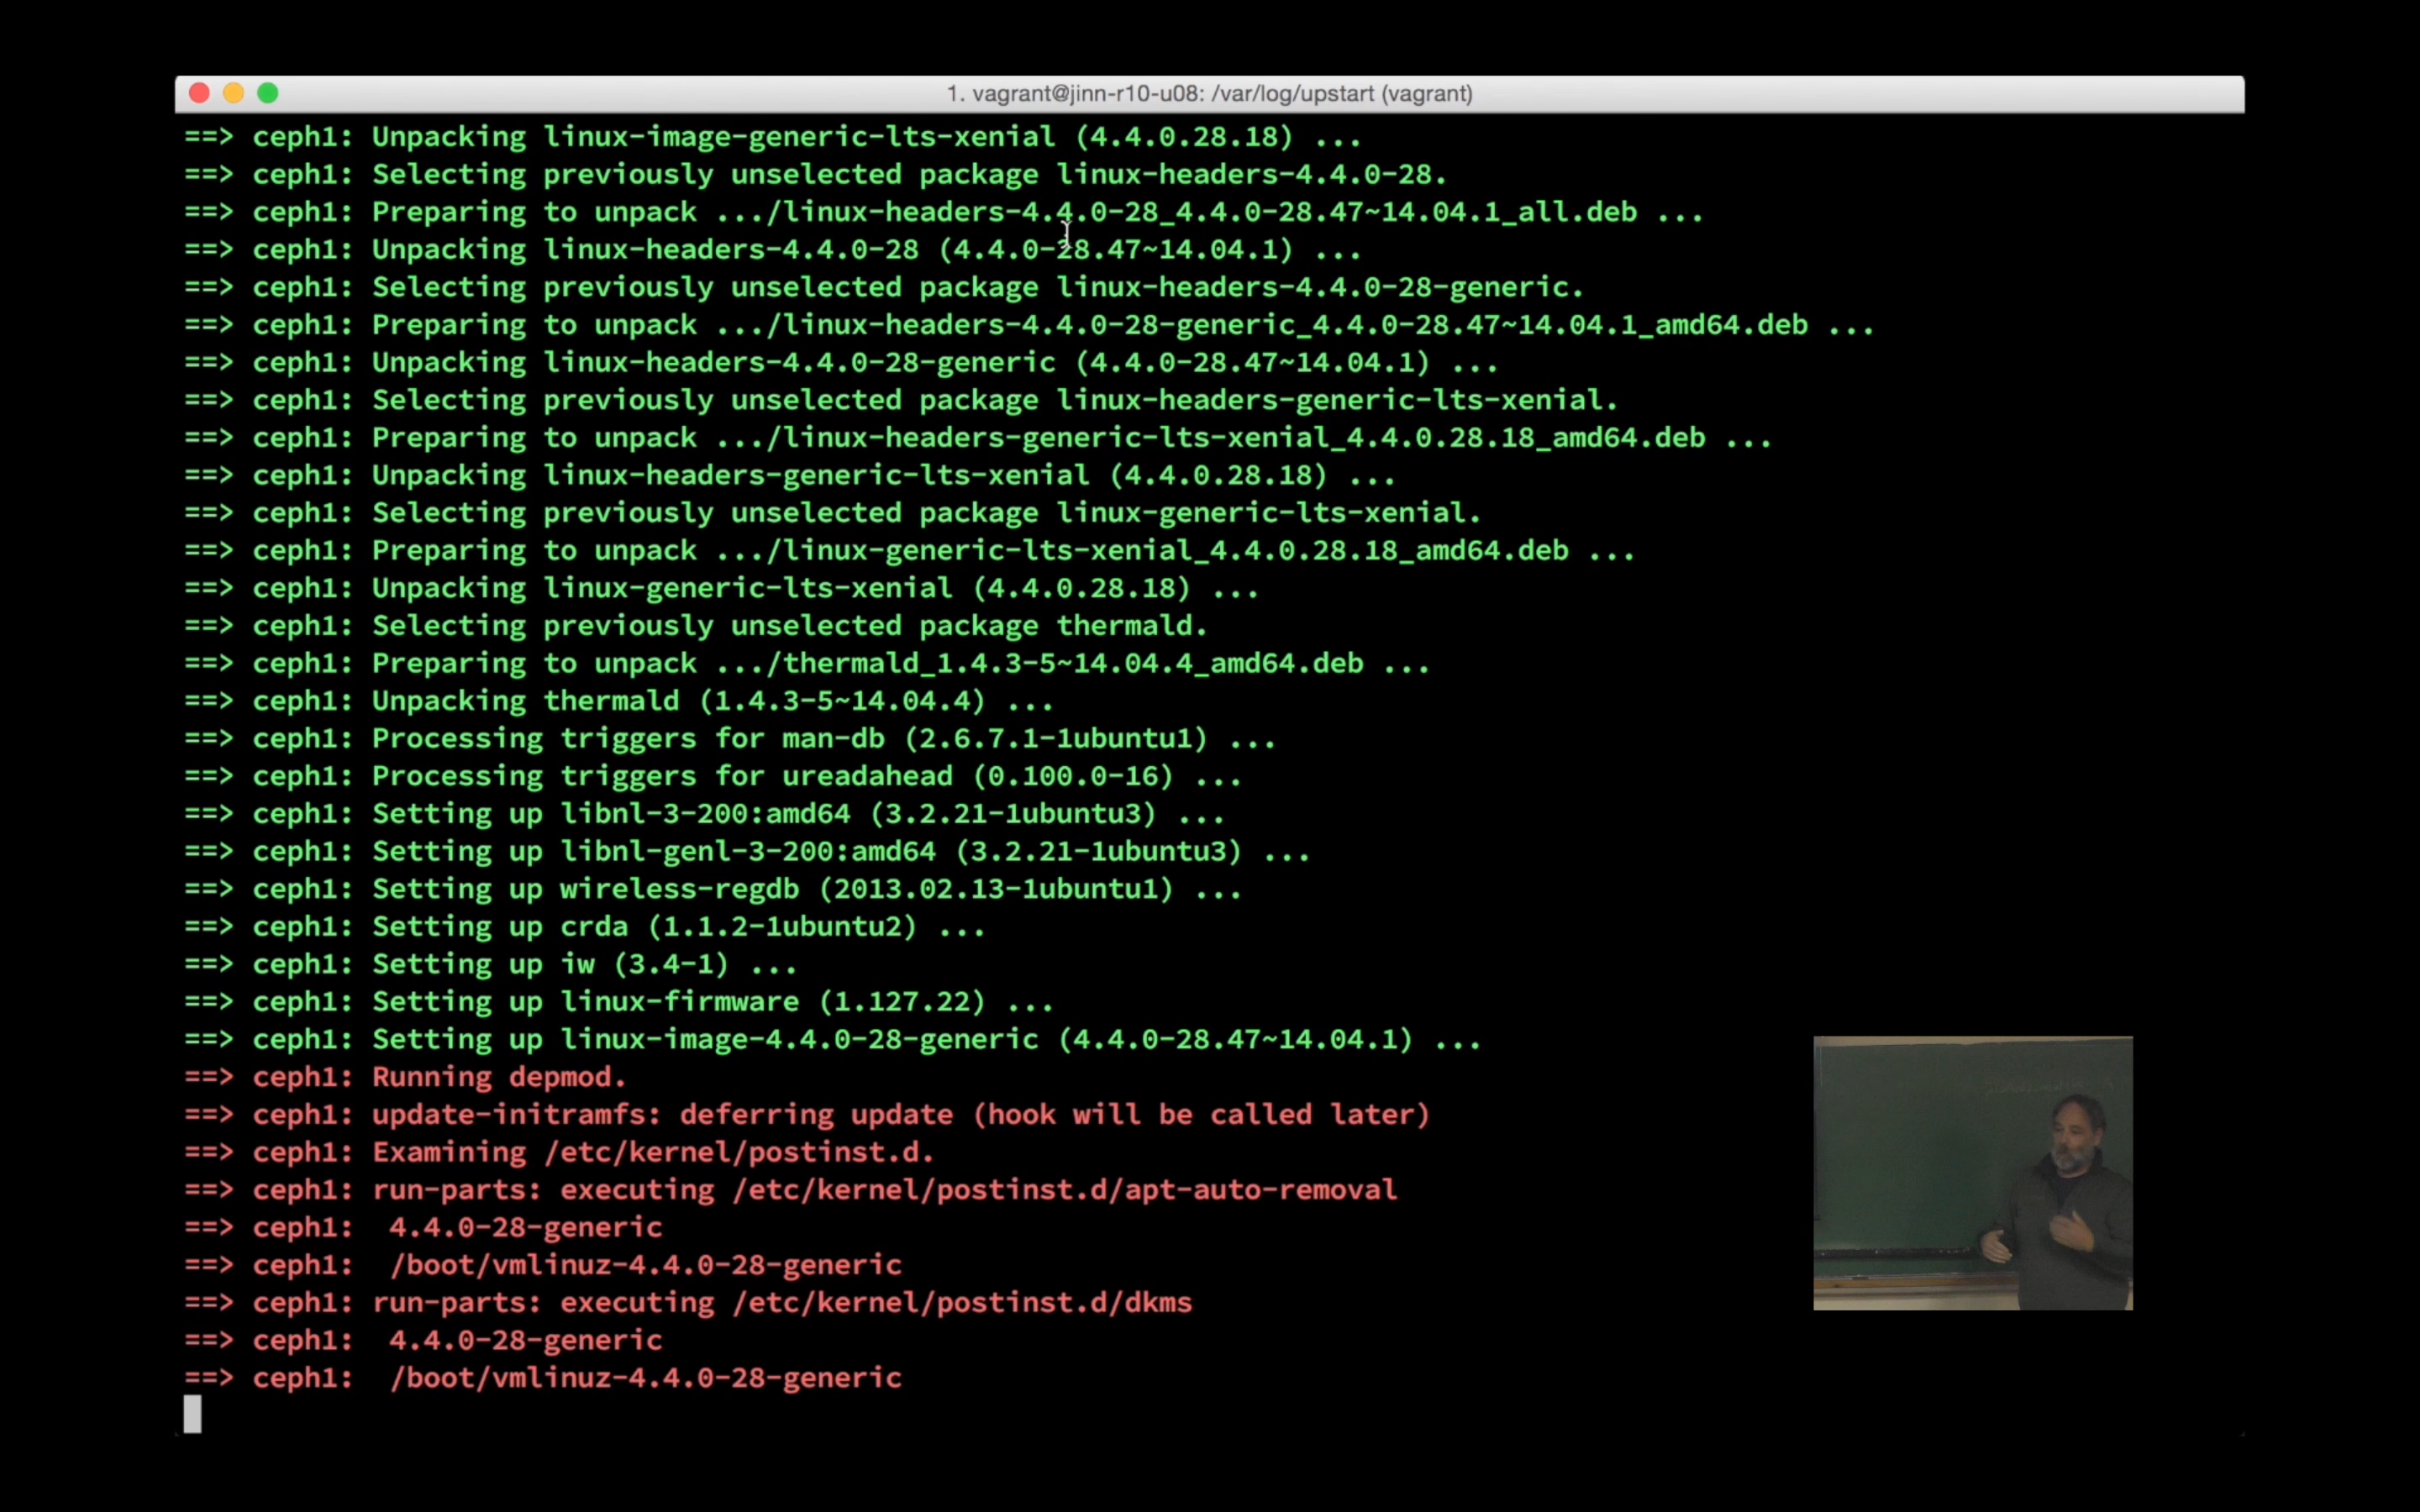 1. vagrant@jinn-r10-u08: /var/log/upstart (vagrant)
==> ceph1: Unpacking linux-image-generic-lts-xenial (4.4.0.28.18) ...
==> ceph1: Selecting previously unselected package linux-headers-4.4.0-28.
==> ceph1: Preparing to unpack .../linux-headers-4.4.0-28_4.4.0-28.47~14.04.1_all.deb ...
==> ceph1: Unpacking linux-headers-4.4.0-28 (4.4.0-28.47~14.04.1) ...
==> ceph1: Selecting previously unselected package linux-headers-4.4.0-28-generic.
==> ceph1: Preparing to unpack .../linux-headers-4.4.0-28-generic_4.4.0-28.47~14.04.1_amd64.deb ...
==> ceph1: Unpacking linux-headers-4.4.0-28-generic (4.4.0-28.47~14.04.1) ...
==> ceph1: Selecting previously unselected package linux-headers-generic-lts-xenial.
==> ceph1: Preparing to unpack .../linux-headers-generic-lts-xenial_4.4.0.28.18_amd64.deb ...
==> ceph1: Unpacking linux-headers-generic-lts-xenial (4.4.0.28.18) ...
==> ceph1: Selecting previously unselected package linux-generic-lts-xenial.
==> ceph1: Preparing to unpack .../linux-generic-lts-xenial_4.4.0.28.18_amd64.deb ...
==> ceph1: Unpacking linux-generic-lts-xenial (4.4.0.28.18) ...
==> ceph1: Selecting previously unselected package thermald.
==> ceph1: Preparing to unpack .../thermald_1.4.3-5~14.04.4_amd64.deb ...
==> ceph1: Unpacking thermald (1.4.3-5~14.04.4) ...
==> ceph1: Processing triggers for man-db (2.6.7.1-1ubuntu1) ...
==> ceph1: Processing triggers for ureadahead (0.100.0-16) ...
==> ceph1: Setting up libnl-3-200:amd64 (3.2.21-1ubuntu3) ...
==> ceph1: Setting up libnl-genl-3-200:amd64 (3.2.21-1ubuntu3) ...
==> ceph1: Setting up wireless-regdb (2013.02.13-1ubuntu1) ...
==> ceph1: Setting up crda (1.1.2-1ubuntu2) ...
==> ceph1: Setting up iw (3.4-1) ...
==> ceph1: Setting up linux-firmware (1.127.22) ...
==> ceph1: Setting up linux-image-4.4.0-28-generic (4.4.0-28.47~14.04.1) ...
==> ceph1: Running depmod.
==> ceph1: update-initramfs: deferring update (hook will be called later)
==> ceph1: Examining /etc/kernel/postinst.d.
==> ceph1: run-parts: executing /etc/kernel/postinst.d/apt-auto-removal
==> ceph1:  4.4.0-28-generic
==> ceph1:  /boot/vmlinuz-4.4.0-28-generic
==> ceph1: run-parts: executing /etc/kernel/postinst.d/dkms
==> ceph1:  4.4.0-28-generic
==> ceph1:  /boot/vmlinuz-4.4.0-28-generic